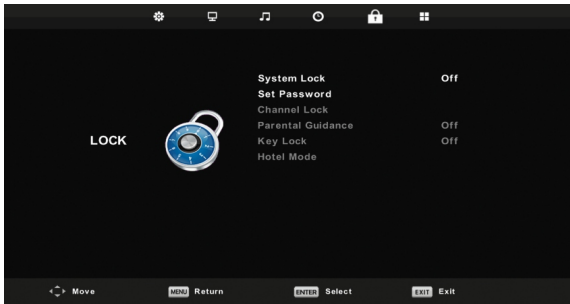 System Lock Off
Set Password
Channel Lock
Parental Guidance Off
Key Lock Off
Hotel Mode
LOCK
Move MENU Return ENTER Select EXIT Exit